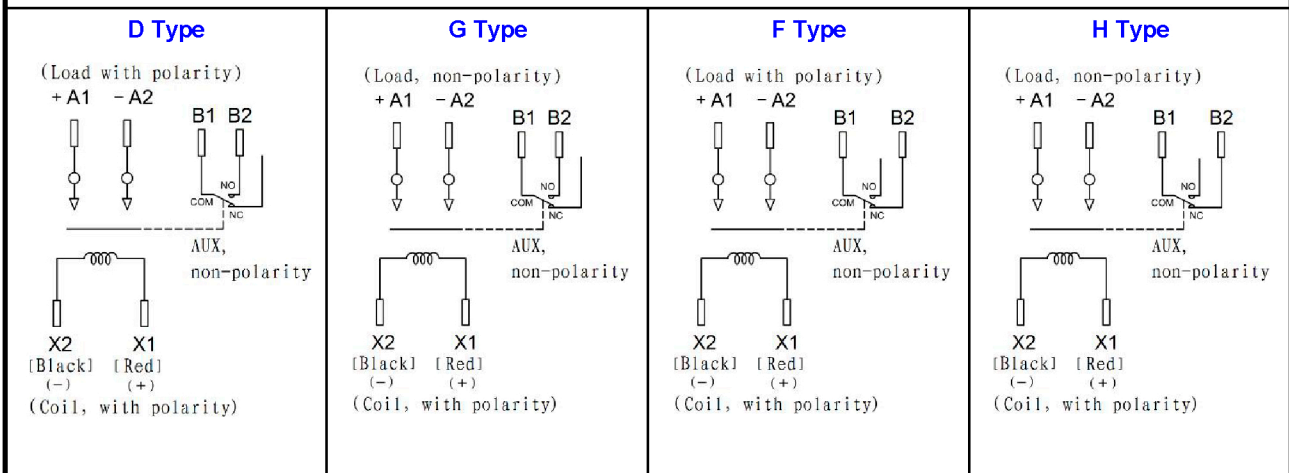 D Type
(Load with polarity)
+ A1 - A2
B1 B2
NO
COM
NC
AUX,
non-polarity
X2 X1
[Black] [Red]
(-) (+)
(Coil, with polarity)
G Type
(Load, non-polarity)
+ A1 - A2
B1 B2
NO
COM
NC
AUX,
non-polarity
X2 X1
[Black] [Red]
(-) (+)
(Coil, with polarity)
F Type
(Load with polarity)
+ A1 - A2
B1 B2
NO
COM
NC
AUX,
non-polarity
X2 X1
[Black] [Red]
(-) (+)
(Coil, with polarity)
H Type
(Load, non-polarity)
+ A1 - A2
B1 B2
NO
COM
NC
AUX,
non-polarity
X2 X1
[Black] [Red]
(-) (+)
(Coil, with polarity)